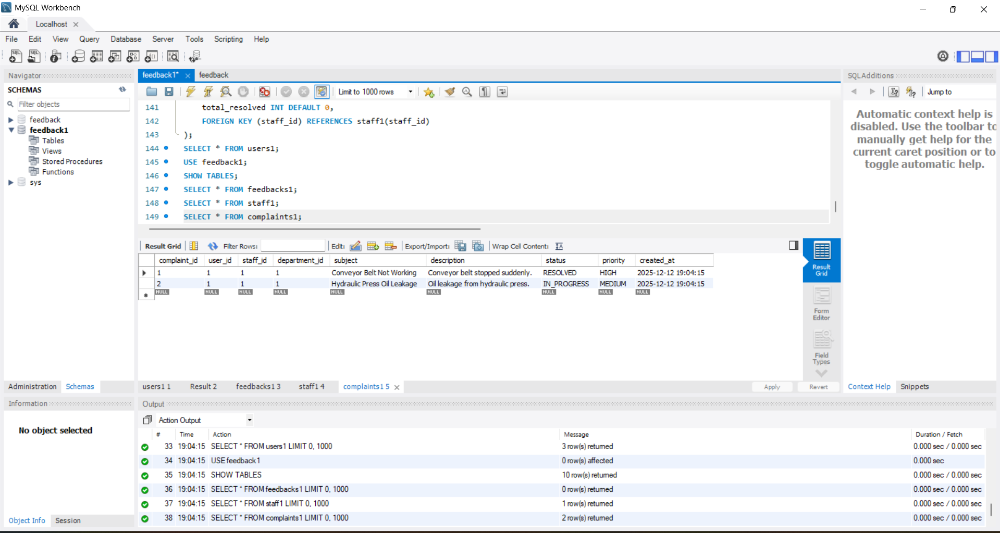 MySQL Workbench
Localhost
File Edit View Query Database Server Tools Scripting Help
Navigator
SCHEMAS
Filter objects
feedback
feedback1
Tables
Views
Stored Procedures
Functions
sys
Administration Schemas
Information
No object selected
Object Info Session
feedback1* feedback
Limit to 1000 rows
141 total_resolved INT DEFAULT 0,
142 FOREIGN KEY (staff_id) REFERENCES staff1(staff_id)
143 );
144 SELECT * FROM users1;
145 USE feedback1;
146 SHOW TABLES;
147 SELECT * FROM feedbacks1;
148 SELECT * FROM staff1;
149 SELECT * FROM complaints1;
Result Grid Filter Rows: Edit: Export/Import: Wrap Cell Content:
complaint_id user_id staff_id department_id subject description status priority created_at
1 1 1 1 Conveyor Belt Not Working Conveyor belt stopped suddenly. RESOLVED HIGH 2025-12-12 19:04:15
2 1 1 1 Hydraulic Press Oil Leakage Oil leakage from hydraulic press. IN_PROGRESS MEDIUM 2025-12-12 19:04:15
NULL NULL NULL NULL NULL NULL NULL NULL NULL
Result
Grid
Form
Editor
Field
Types
users1 1 Result 2 feedbacks1 3 staff1 4 complaints1 5 Apply Revert
SQLAdditions
Jump to
Automatic context help is
disabled. Use the toolbar to
manually get help for the
current caret position or to
toggle automatic help.
Context Help Snippets
Output
Action Output
# Time Action Message Duration / Fetch
33 19:04:15 SELECT * FROM users1 LIMIT 0, 1000 3 row(s) returned 0.000 sec / 0.000 sec
34 19:04:15 USE feedback1 0 row(s) affected 0.000 sec
35 19:04:15 SHOW TABLES 10 row(s) returned 0.000 sec / 0.000 sec
36 19:04:15 SELECT * FROM feedbacks1 LIMIT 0, 1000 0 row(s) returned 0.000 sec / 0.000 sec
37 19:04:15 SELECT * FROM staff1 LIMIT 0, 1000 1 row(s) returned 0.000 sec / 0.000 sec
38 19:04:15 SELECT * FROM complaints1 LIMIT 0, 1000 2 row(s) returned 0.000 sec / 0.000 sec